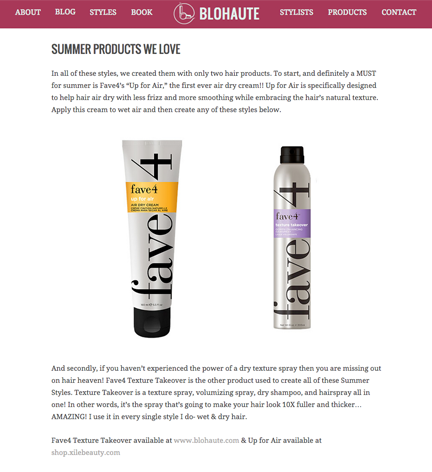 ABOUT BLOG STYLES BOOK BLOHAUTE STYLISTS PRODUCTS CONTACT
SUMMER PRODUCTS WE LOVE
In all of these styles, we created them with only two hair products. To start, and definitely a MUST
for summer is Fave4's “Up for Air,” the first ever air dry cream!! Up for Air is specifically designed
to help hair air dry with less frizz and more smoothing while embracing the hair's natural texture.
Apply this cream to wet air and then create any of these styles below.
fave4
up for air
AIR DRY CREAM
fave4
fave4
texture takeover
fave4
And secondly, if you haven't experienced the power of a dry texture spray then you are missing out
on hair heaven! Fave4 Texture Takeover is the other product used to create all of these Summer
Styles. Texture Takeover is a texture spray, volumizing spray, dry shampoo, and hairspray all in
one! In other words, it's the spray that's going to make your hair look 10X fuller and thicker…
AMAZING! I use it in every single style I do- wet & dry hair.
Fave4 Texture Takeover available at www.blohaute.com & Up for Air available at
shop.xilebeauty.com